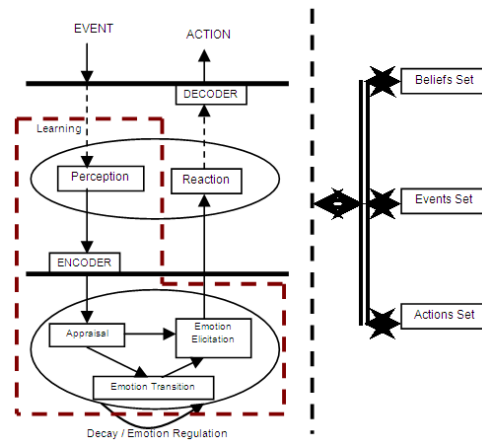 EVENT
ACTION
DECODER
Learning
Perception
Reaction
ENCODER
Appraisal
Emotion
Elicitation
Emotion Transition
Decay / Emotion Regulation
Beliefs Set
Events Set
Actions Set